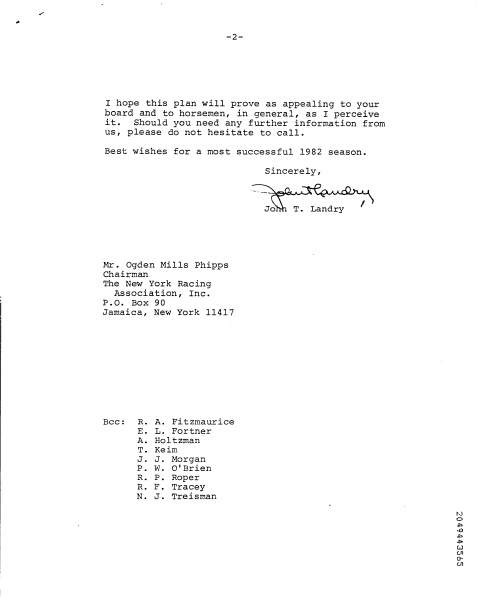 -2-
I hope this plan will prove as appealing to your
board and to horsemen, in general, as I perceive
it. Should you need any further information from
us, please do not hesitate to call.
Best wishes for a most successful 1982 season.
Sincerely,
John T. Landry
John T. Landry
Mr. Ogden Mills Phipps
Chairman
The New York Racing
Association, Inc.
P.O. Box 90
Jamaica, New York 11417
Bcc: R. A. Fitzmaurice
E. L. Fortner
A. Holtzman
T. Keim
J. J. Morgan
P. W. O'Brien
R. P. Roper
R. F. Tracey
N. J. Treisman
2049443565